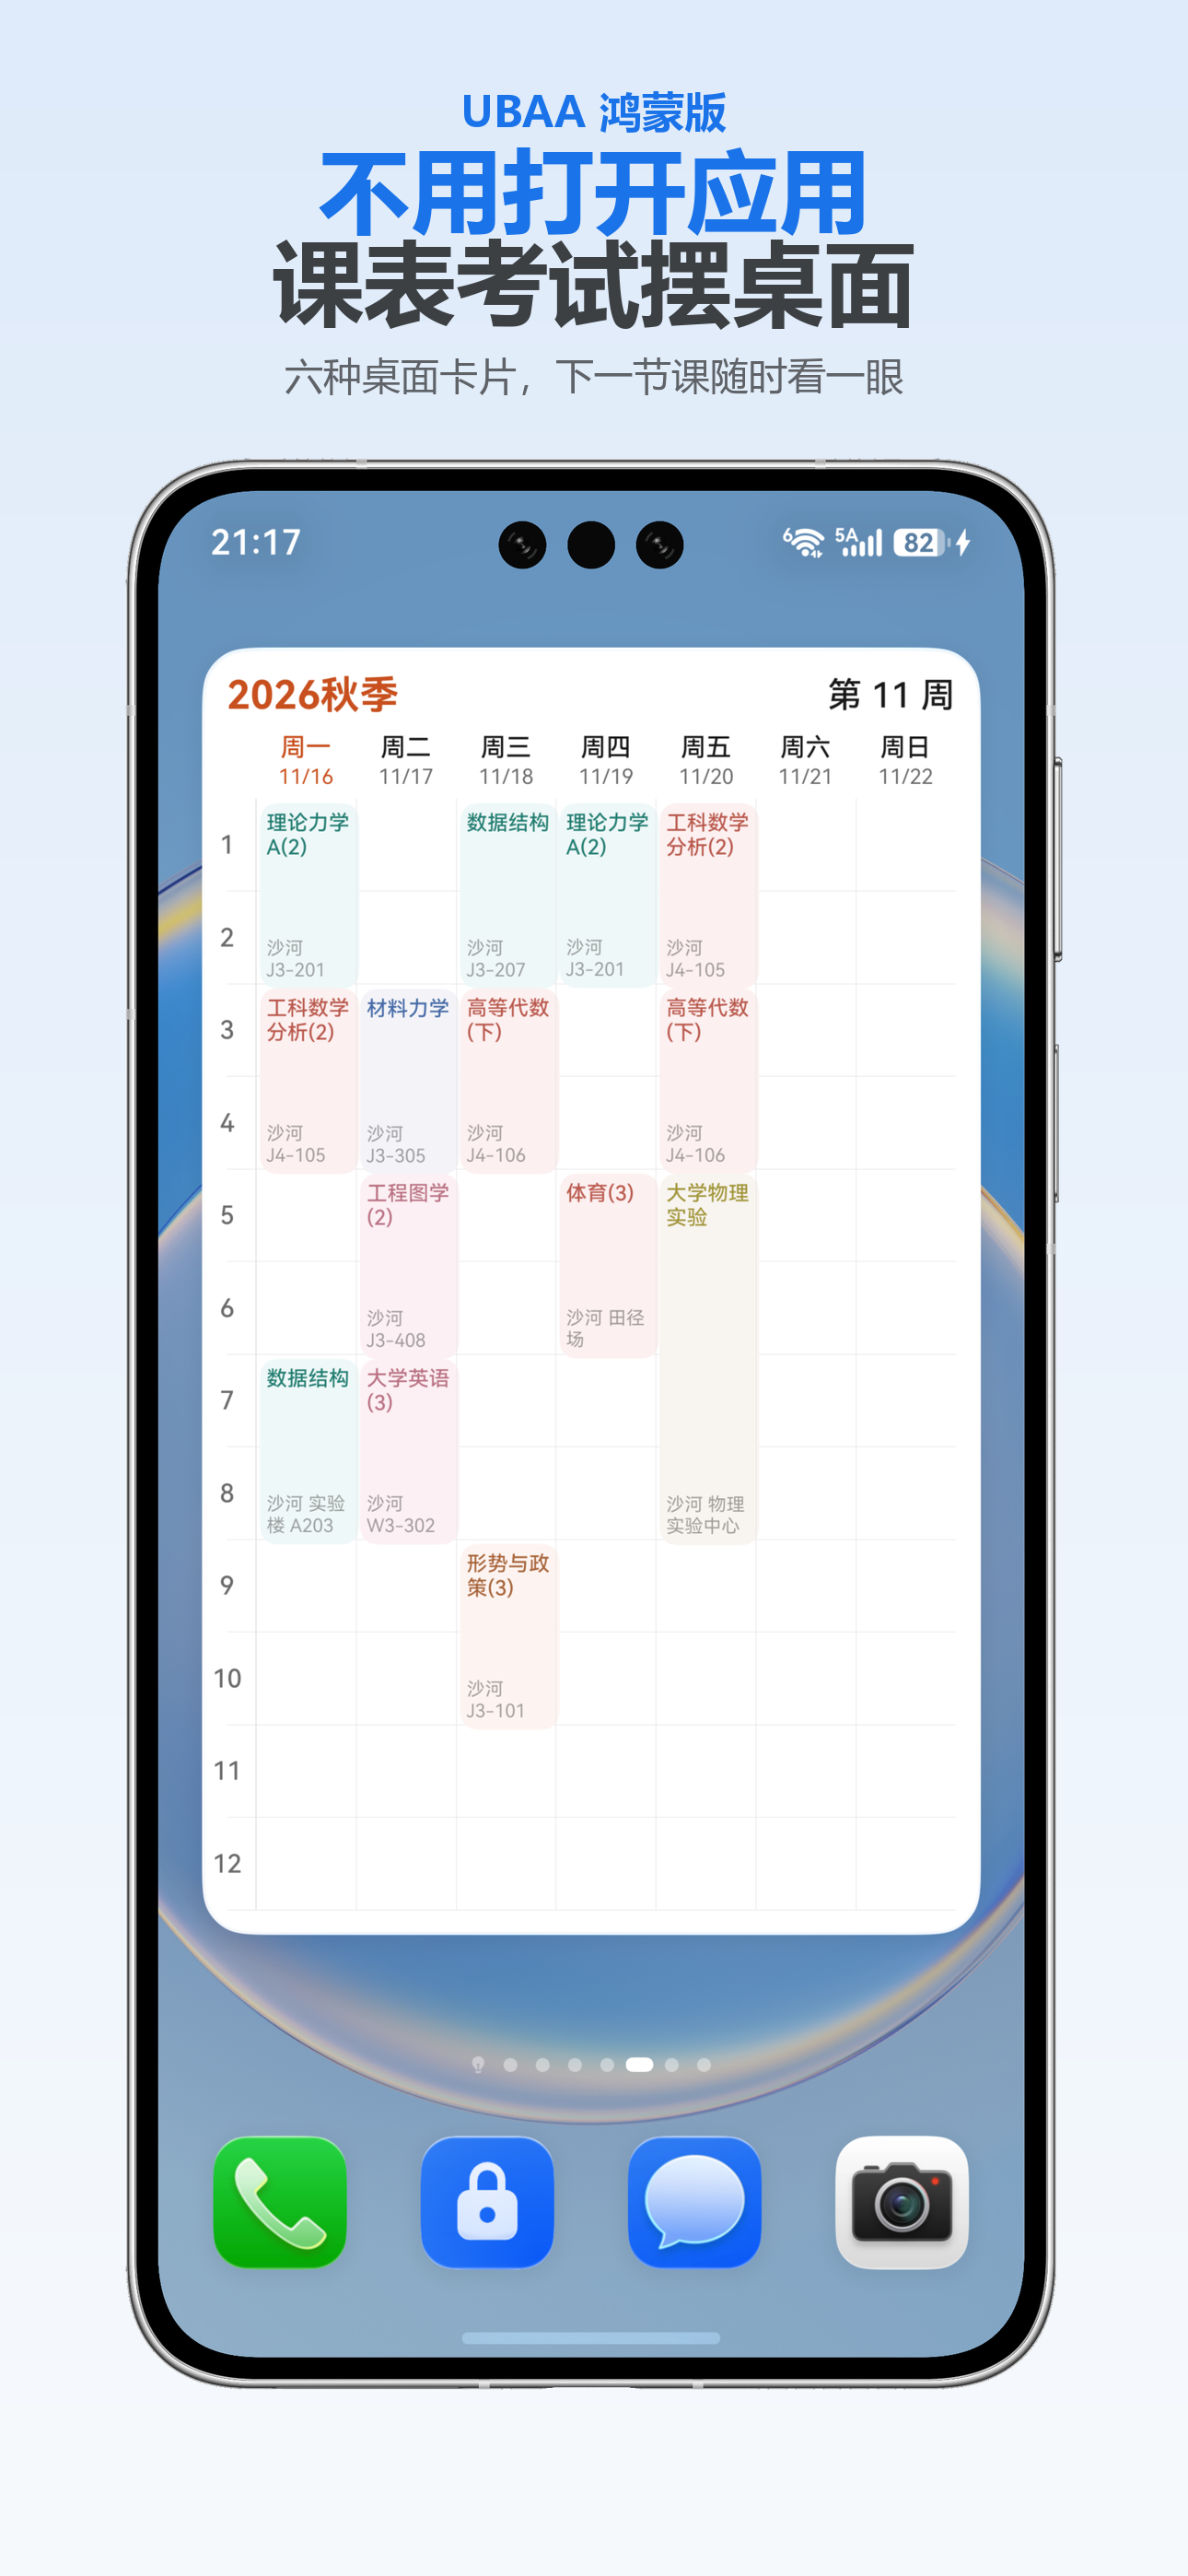 UBAA 鸿蒙版
不用打开应用
课表考试摆桌面
六种桌面卡片，下一节课随时看一眼
21:17
6 5A 82
2026秋季 第 11 周
周一 周二 周三 周四 周五 周六 周日
11/16 11/17 11/18 11/19 11/20 11/21 11/22
1
理论力学
A(2)
沙河
J3-201
数据结构
沙河
J3-207
理论力学
A(2)
沙河
J3-201
工科数学
分析(2)
沙河
J4-105
2
3
工科数学
分析(2)
沙河
J4-105
材料力学
沙河
J3-305
高等代数
(下)
沙河
J4-106
高等代数
(下)
沙河
J4-106
4
5
工程图学
(2)
沙河
J3-408
体育(3)
沙河 田径
场
大学物理
实验
沙河 物理
实验中心
6
7
数据结构
沙河 实验
楼 A203
大学英语
(3)
沙河
W3-302
8
9
形势与政
策(3)
沙河
J3-101
10
11
12